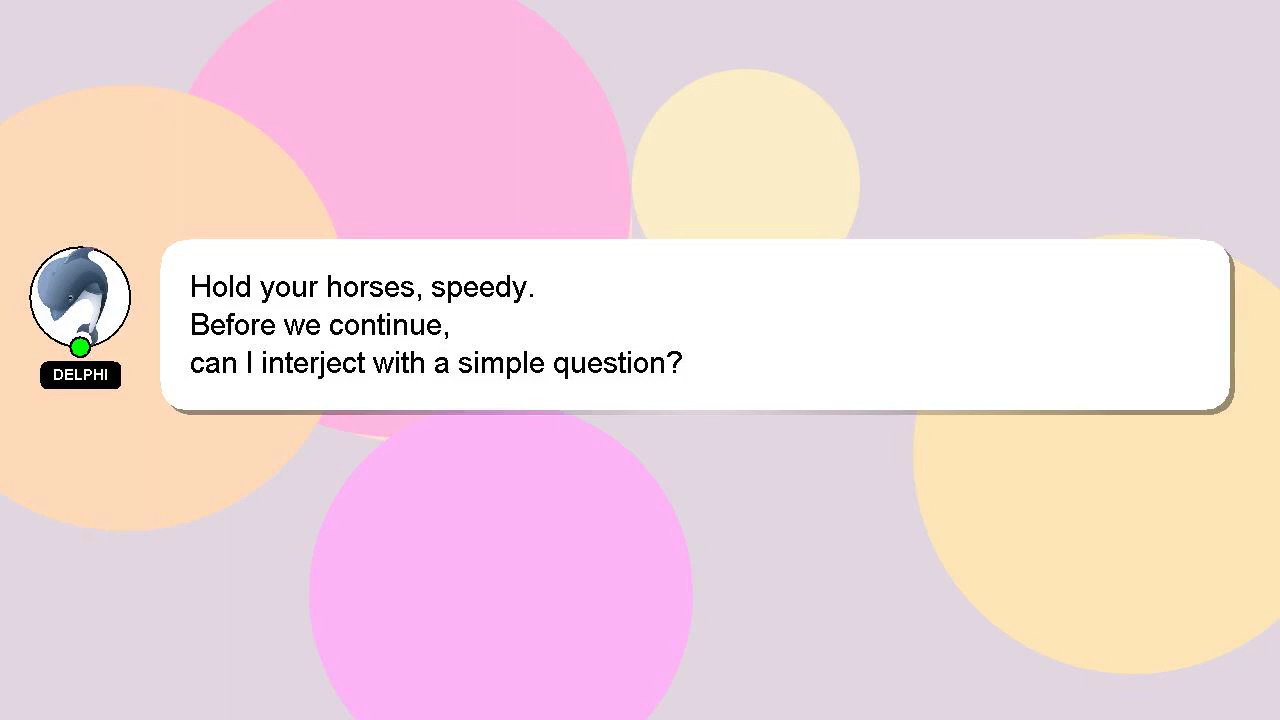 Hold your horses, speedy.
Before we continue,
can I interject with a simple question?
DELPHI